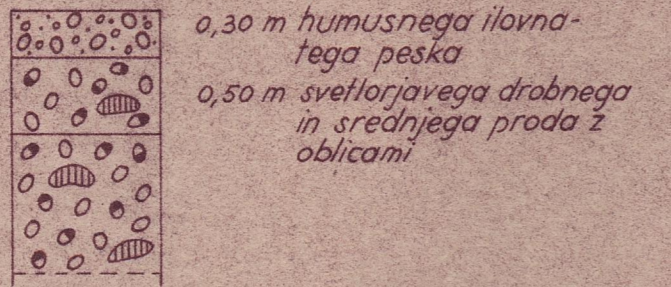 0,30 m humusnega ilovna-
tega peska
0,50 m svetlorjavega drobnega
in srednjega proda z
oblicami